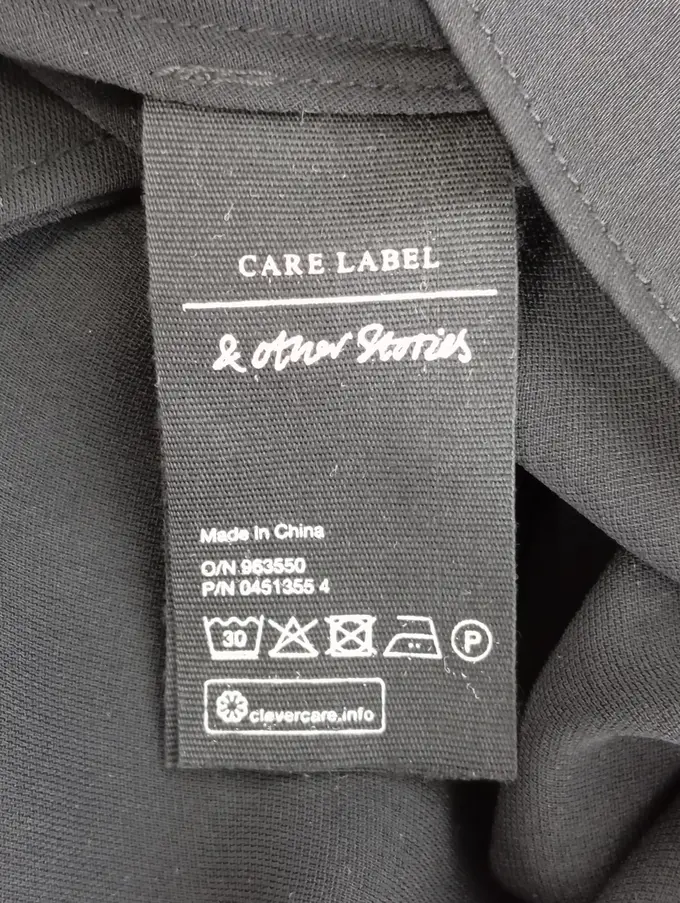 CARE LABEL
& other Stories
Made in China
O/N 963550
P/N 0451355 4
30 P
clevercare.info